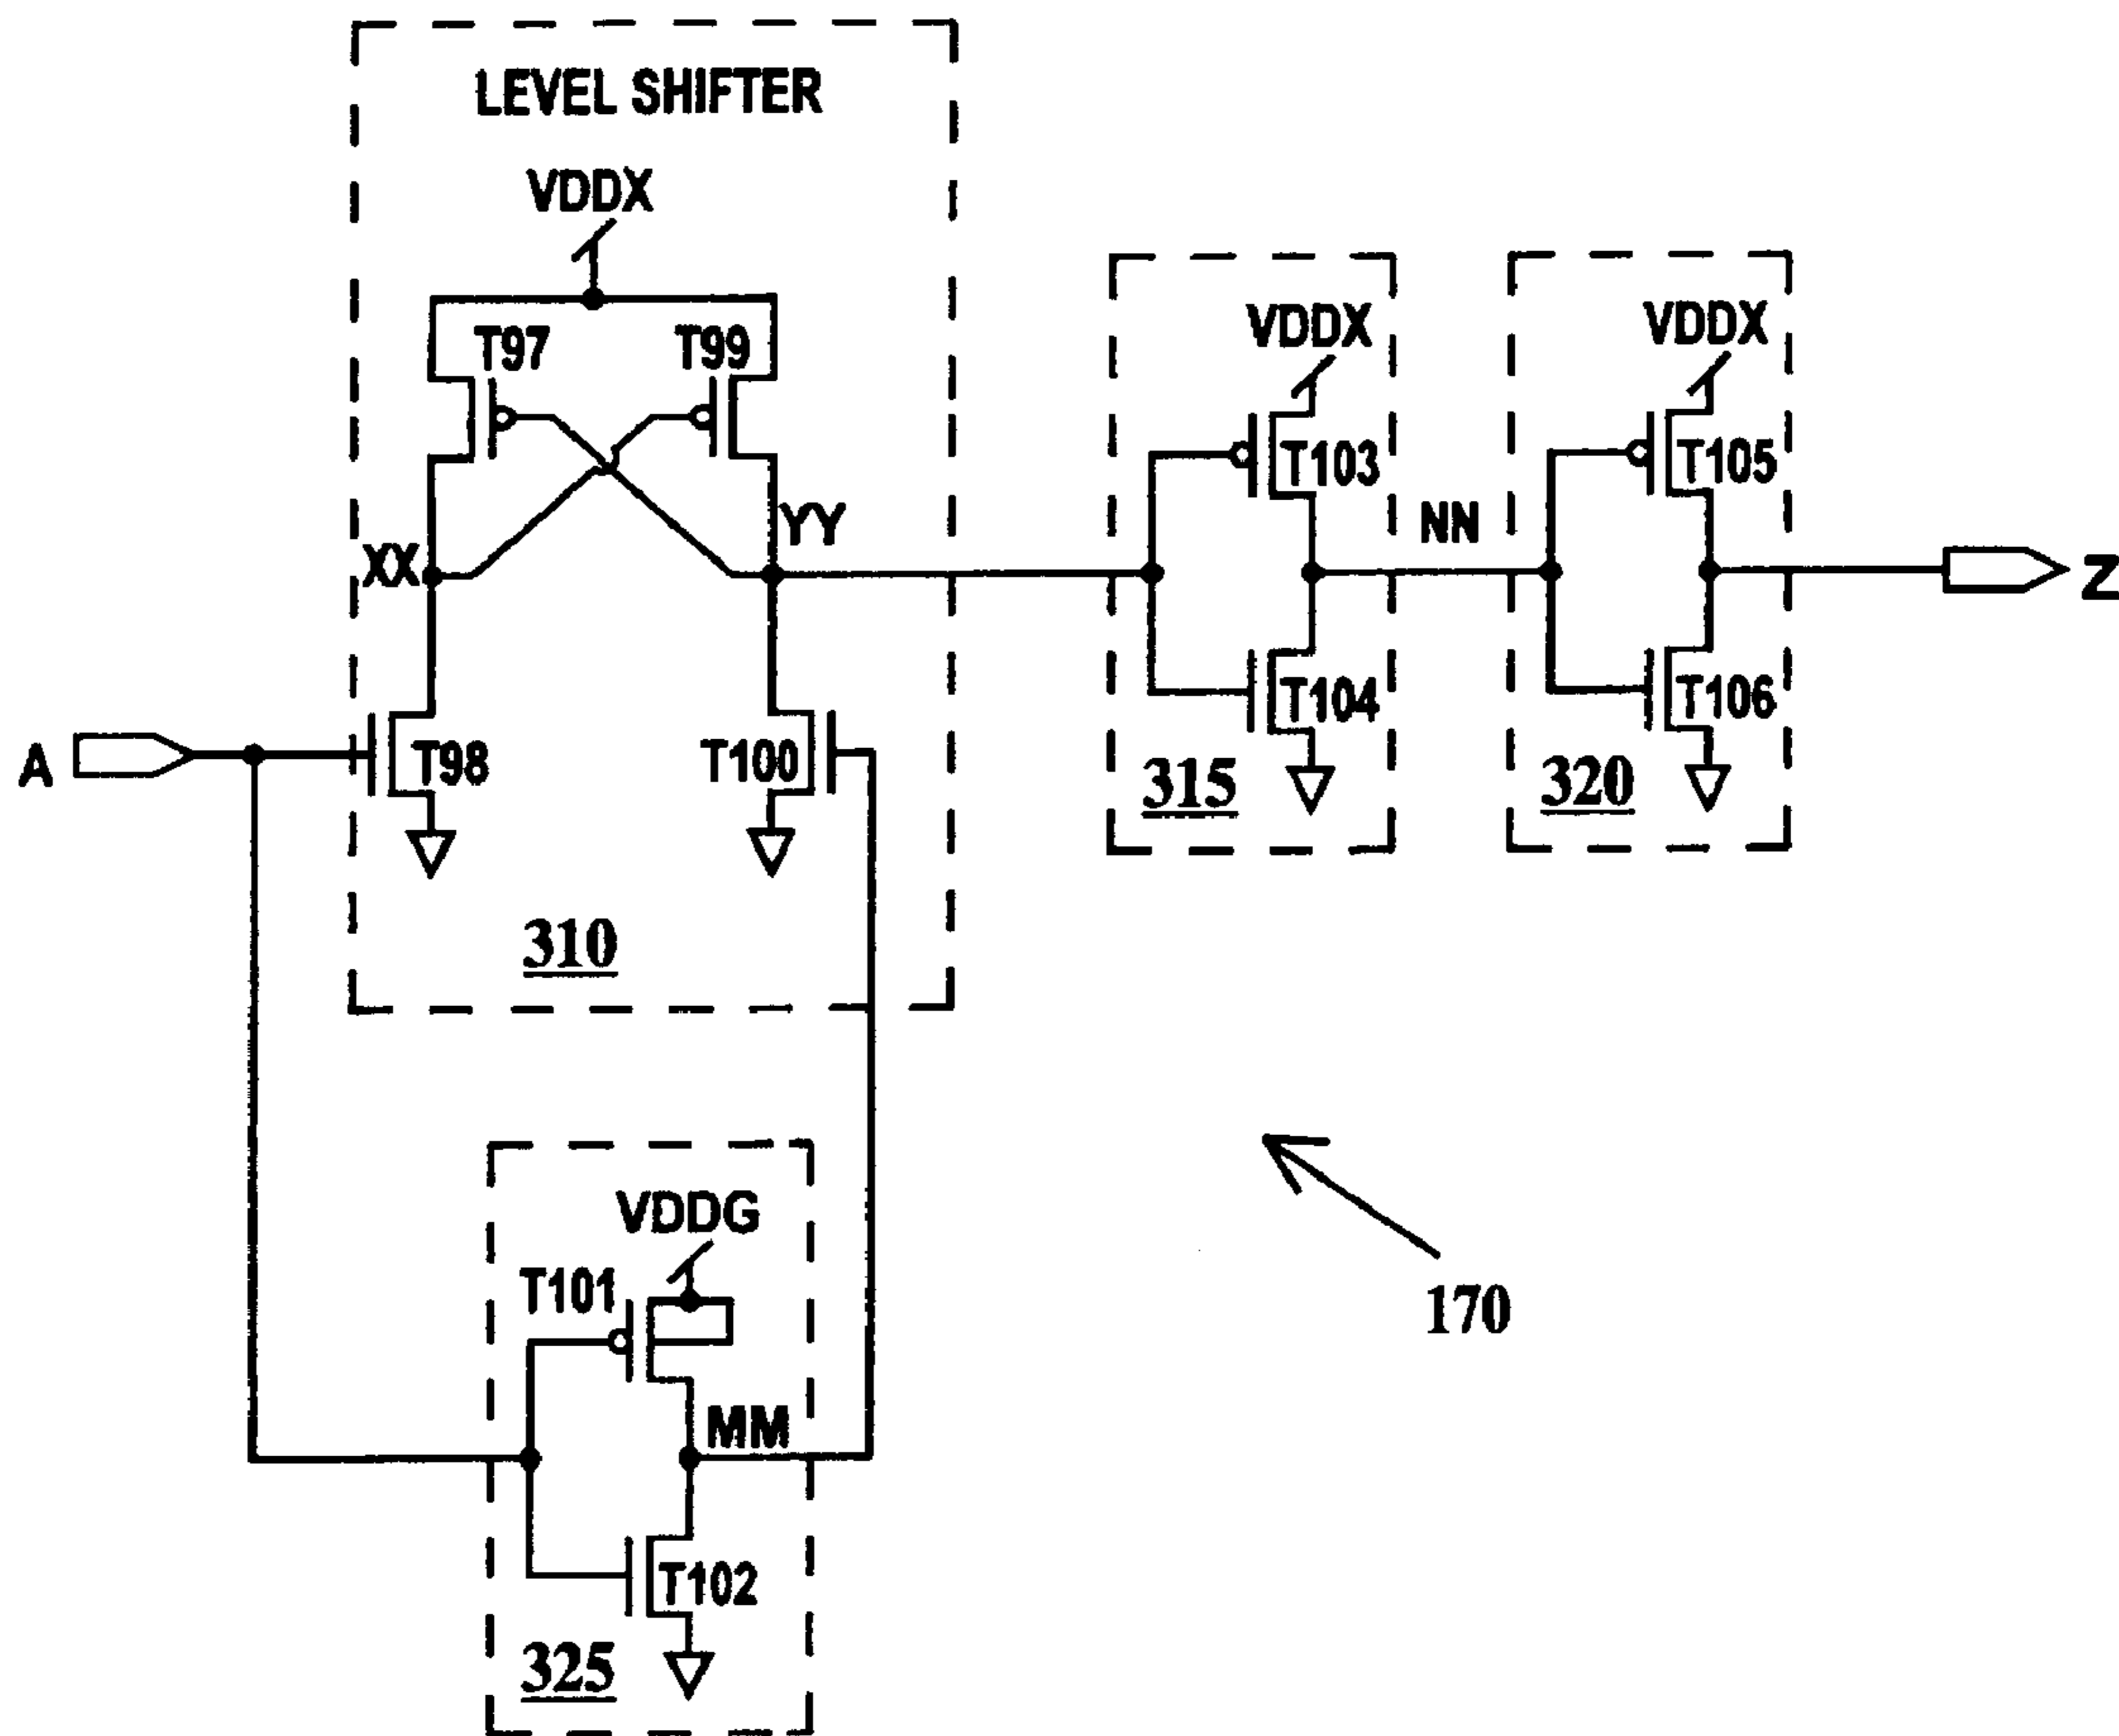 LEVEL SHIFTER
VDDX
T97
T99
XX
YY
A
T98
T100
310
VDDX
T103
NN
T104
315
VDDX
T105
T106
320
Z
VDDG
T101
MM
T102
325
170